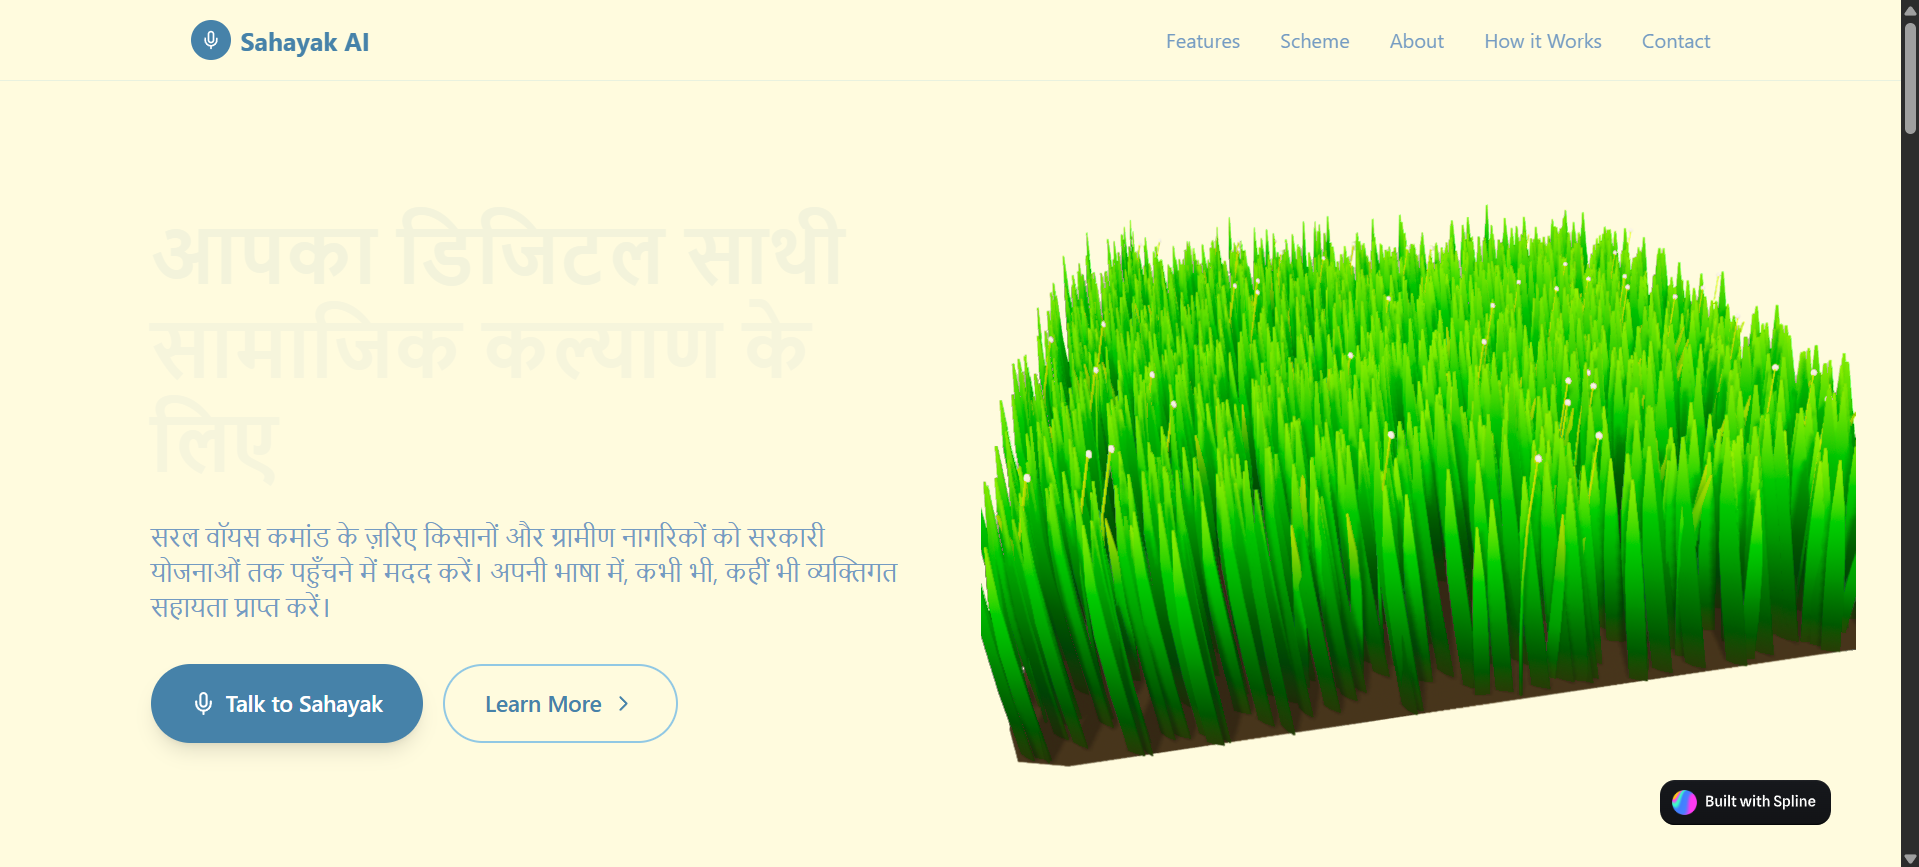 Sahayak AI
Features
Scheme
About
How it Works
Contact
आपका डिजिटल साथी
सामाजिक कल्याण के
लिए
सरल वॉयस कमांड के ज़रिए किसानों और ग्रामीण नागरिकों को सरकारी
योजनाओं तक पहुँचने में मदद करें। अपनी भाषा में, कभी भी, कहीं भी व्यक्तिगत
सहायता प्राप्त करें।
Talk to Sahayak
Learn More
Built with Spline